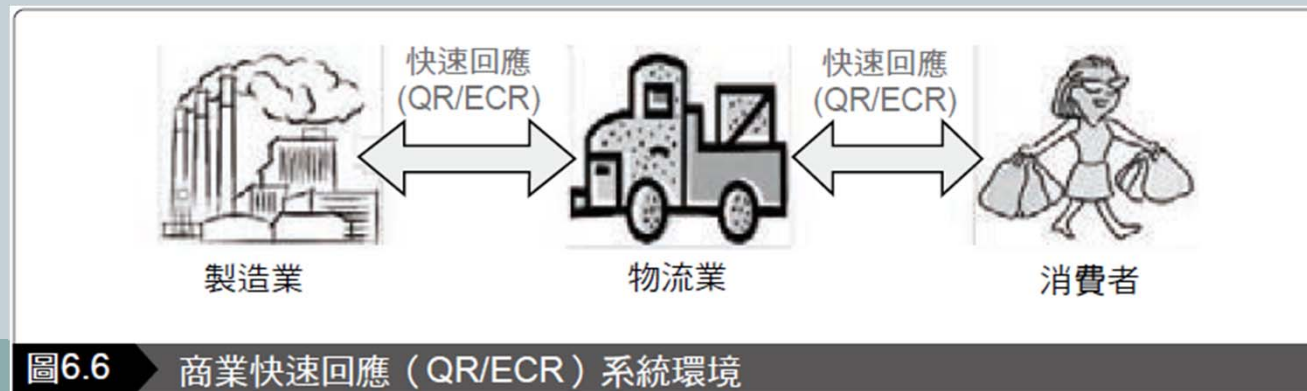 快速回應
(QR/ECR)
快速回應
(QR/ECR)
製造業
物流業
消費者
圖6.6 商業快速回應（QR/ECR）系統環境